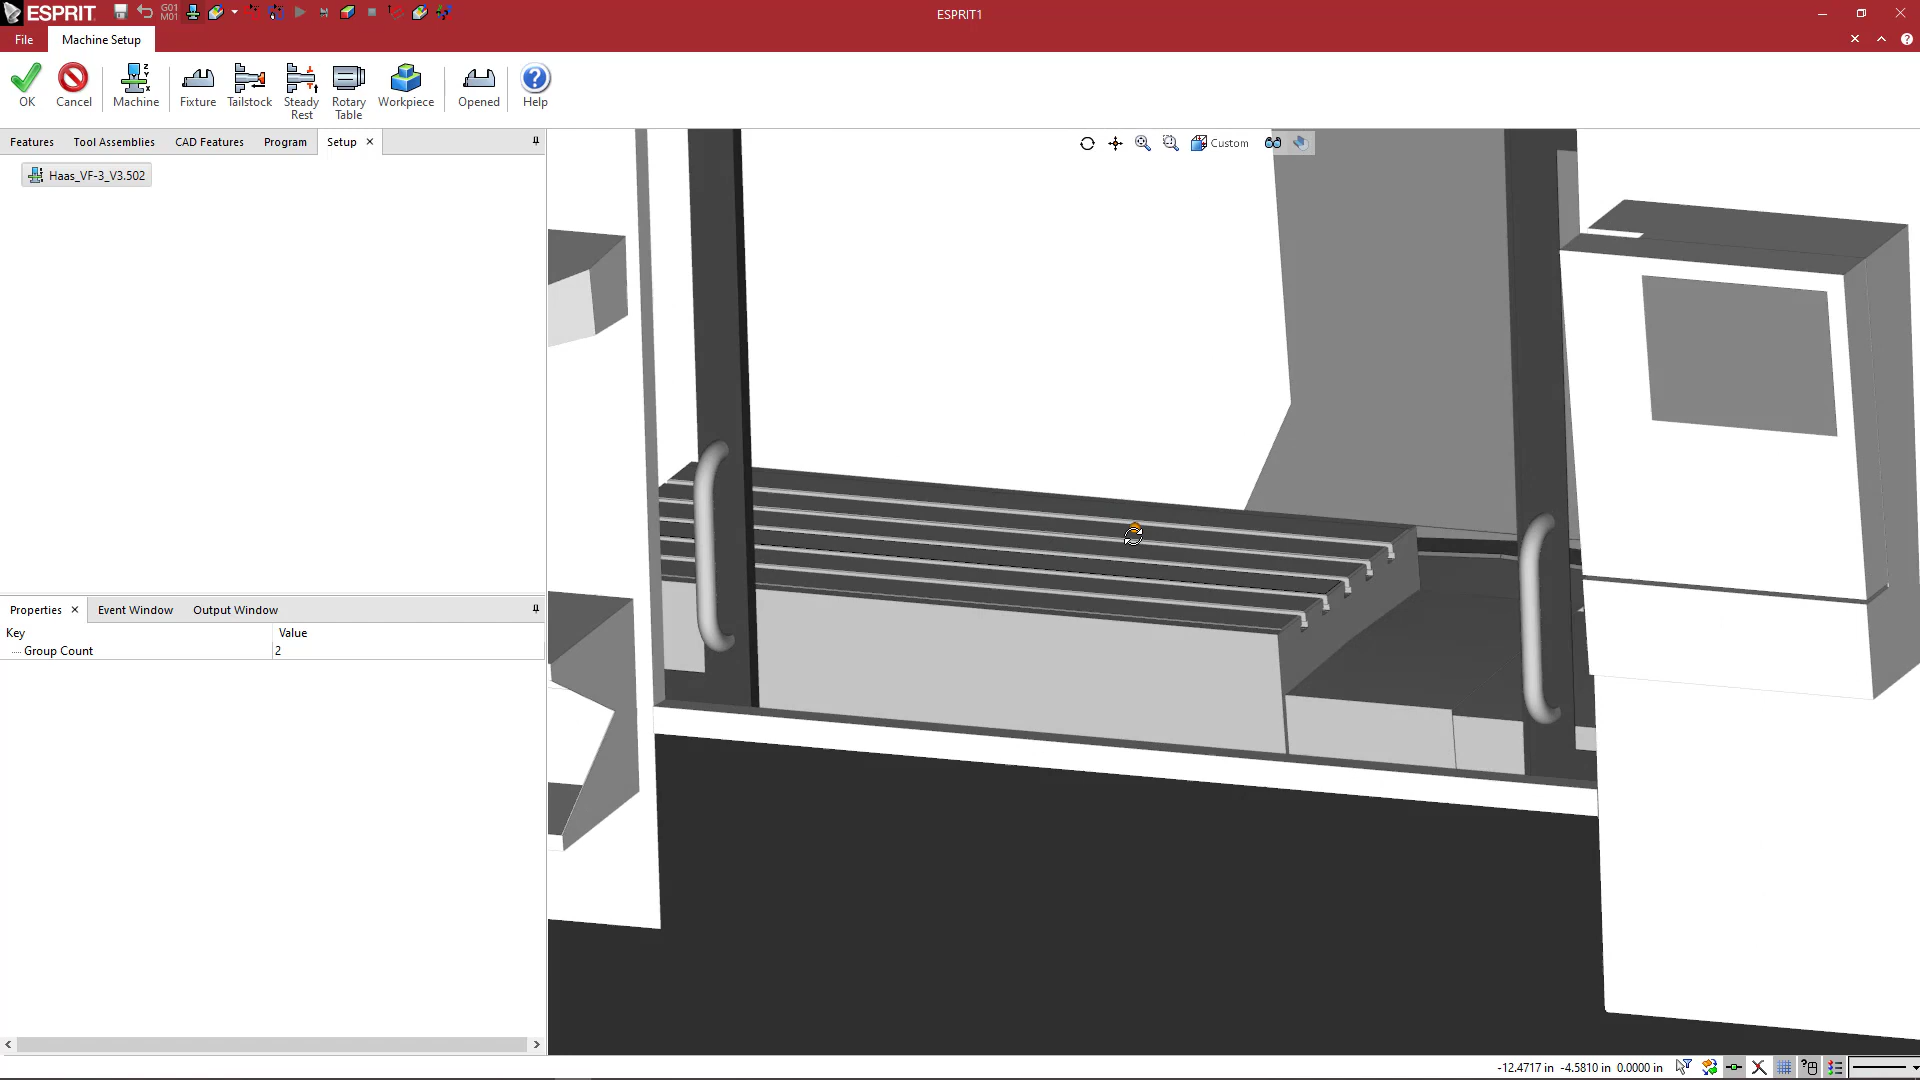 ESPRIT
G01
M01
ESPRIT1
File
Machine Setup
OK
Cancel
Machine
Fixture
Tailstock
Steady
Rest
Rotary
Table
Workpiece
Opened
Help
Z
Y
X
Features
Tool Assemblies
CAD Features
Program
Setup
Custom
Haas_VF-3_V3.502
Properties
Event Window
Output Window
Key
Value
Group Count
2
-12.4717 in -4.5810 in 0.0000 in